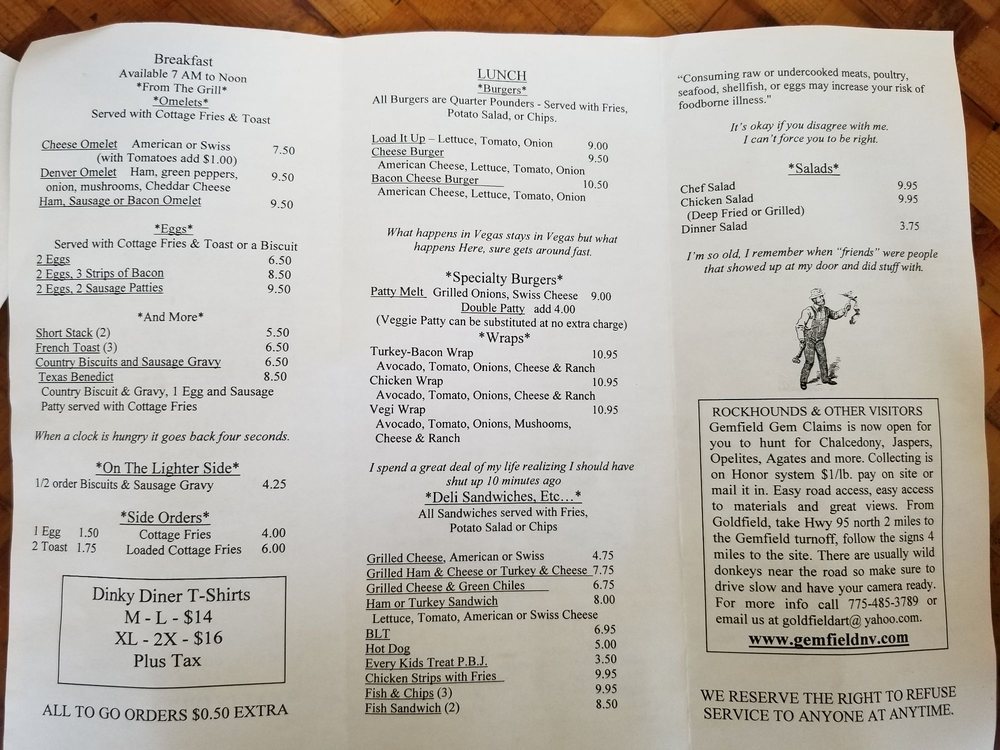 Breakfast
Available 7 AM to Noon
*From The Grill*
*Omelets*
Served with Cottage Fries & Toast
Cheese Omelet American or Swiss 7.50
(with Tomatoes add $1.00)
Denver Omelet Ham, green peppers, 9.50
onion, mushrooms, Cheddar Cheese
Ham, Sausage or Bacon Omelet 9.50
*Eggs*
Served with Cottage Fries & Toast or a Biscuit
2 Eggs 6.50
2 Eggs, 3 Strips of Bacon 8.50
2 Eggs, 2 Sausage Patties 9.50
*And More*
Short Stack (2) 5.50
French Toast (3) 6.50
Country Biscuits and Sausage Gravy 6.50
Texas Benedict 8.50
Country Biscuit & Gravy, 1 Egg and Sausage
Patty served with Cottage Fries
When a clock is hungry it goes back four seconds.
*On The Lighter Side*
1/2 order Biscuits & Sausage Gravy 4.25
*Side Orders*
1 Egg 1.50 Cottage Fries 4.00
2 Toast 1.75 Loaded Cottage Fries 6.00
Dinky Diner T-Shirts
M - L - $14
XL - 2X - $16
Plus Tax
ALL TO GO ORDERS $0.50 EXTRA
LUNCH
*Burgers*
All Burgers are Quarter Pounders - Served with Fries,
Potato Salad, or Chips.
Load It Up – Lettuce, Tomato, Onion 9.00
Cheese Burger 9.50
American Cheese, Lettuce, Tomato, Onion
Bacon Cheese Burger 10.50
American Cheese, Lettuce, Tomato, Onion
What happens in Vegas stays in Vegas but what
happens Here, sure gets around fast.
*Specialty Burgers*
Patty Melt Grilled Onions, Swiss Cheese 9.00
Double Patty add 4.00
(Veggie Patty can be substituted at no extra charge)
*Wraps*
Turkey-Bacon Wrap 10.95
Avocado, Tomato, Onions, Cheese & Ranch
Chicken Wrap 10.95
Avocado, Tomato, Onions, Cheese & Ranch
Vegi Wrap 10.95
Avocado, Tomato, Onions, Mushooms,
Cheese & Ranch
I spend a great deal of my life realizing I should have
shut up 10 minutes ago
*Deli Sandwiches, Etc…*
All Sandwiches served with Fries,
Potato Salad or Chips
Grilled Cheese, American or Swiss 4.75
Grilled Ham & Cheese or Turkey & Cheese 7.75
Grilled Cheese & Green Chiles 6.75
Ham or Turkey Sandwich 8.00
Lettuce, Tomato, American or Swiss Cheese
BLT 6.95
Hot Dog 5.00
Every Kids Treat P.B.J. 3.50
Chicken Strips with Fries 9.95
Fish & Chips (3) 9.95
Fish Sandwich (2) 8.50
“Consuming raw or undercooked meats, poultry,
seafood, shellfish, or eggs may increase your risk of
foodborne illness.”
It's okay if you disagree with me.
I can't force you to be right.
*Salads*
Chef Salad 9.95
Chicken Salad 9.95
(Deep Fried or Grilled)
Dinner Salad 3.75
I'm so old, I remember when “friends” were people
that showed up at my door and did stuff with.
ROCKHOUNDS & OTHER VISITORS
Gemfield Gem Claims is now open for
you to hunt for Chalcedony, Jaspers,
Opelites, Agates and more. Collecting is
on Honor system $1/lb. pay on site or
mail it in. Easy road access, easy access
to materials and great views. From
Goldfield, take Hwy 95 north 2 miles to
the Gemfield turnoff, follow the signs 4
miles to the site. There are usually wild
donkeys near the road so make sure to
drive slow and have your camera ready.
For more info call 775-485-3789 or
email us at goldfieldart@ yahoo.com.
www.gemfieldnv.com
WE RESERVE THE RIGHT TO REFUSE
SERVICE TO ANYONE AT ANYTIME.